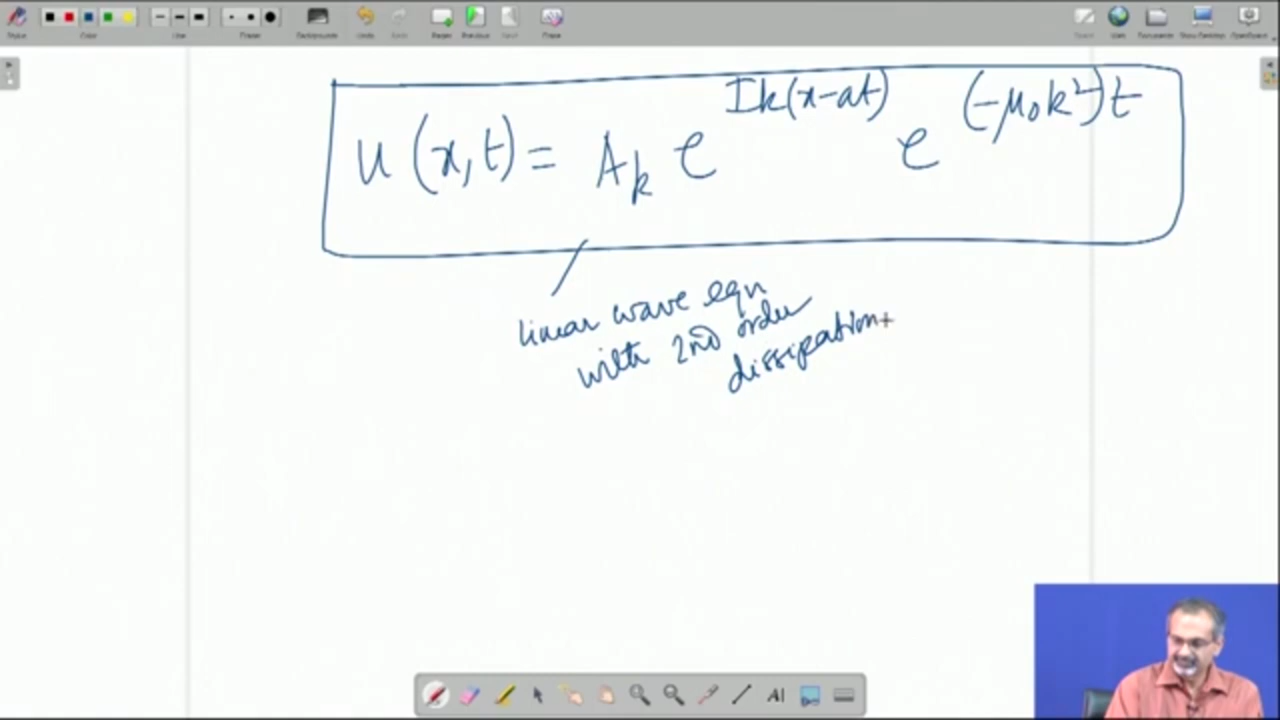 u(x,t) = A_k e^{Ik(x-at)} e^{(-μ₀k²)t}
linear wave eqn
with 2nd order
dissipation